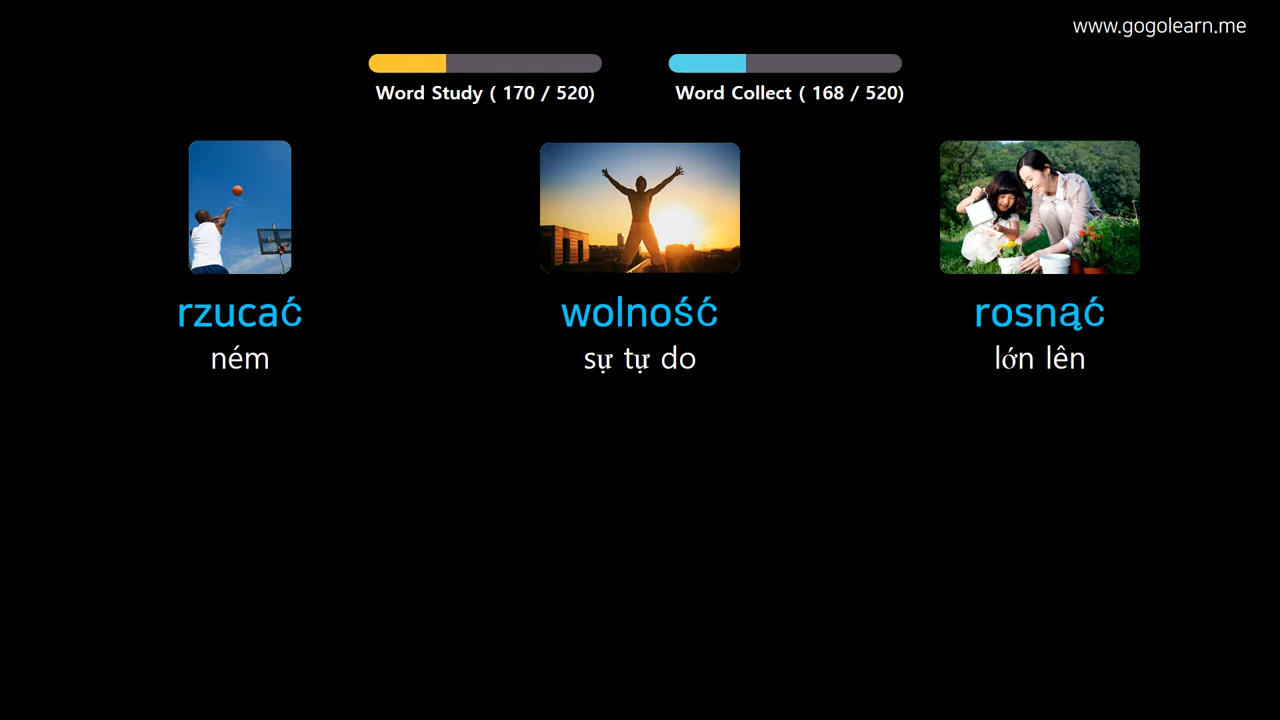 www.gogolearn.me
Word Study ( 170 / 520)
Word Collect ( 168 / 520)
rzucać
ném
wolność
sự tự do
rosnąć
lớn lên